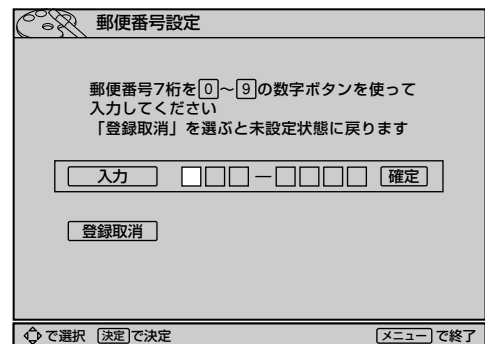 郵便番号設定
郵便番号7桁を0～9の数字ボタンを使って
入力してください
「登録取消」を選ぶと未設定状態に戻ります
入力 □□□－□□□□ 確定
登録取消
で選択 決定で決定 メニューで終了